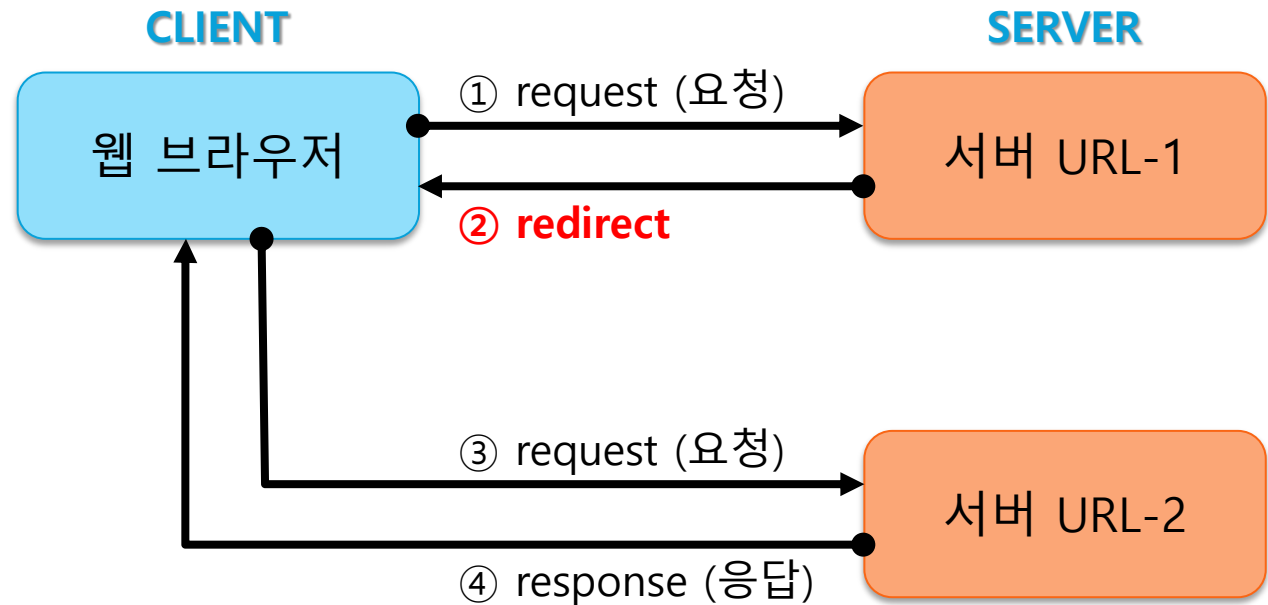 CLIENT
SERVER
① request (요청)
웹 브라우저
서버 URL-1
② redirect
③ request (요청)
서버 URL-2
④ response (응답)